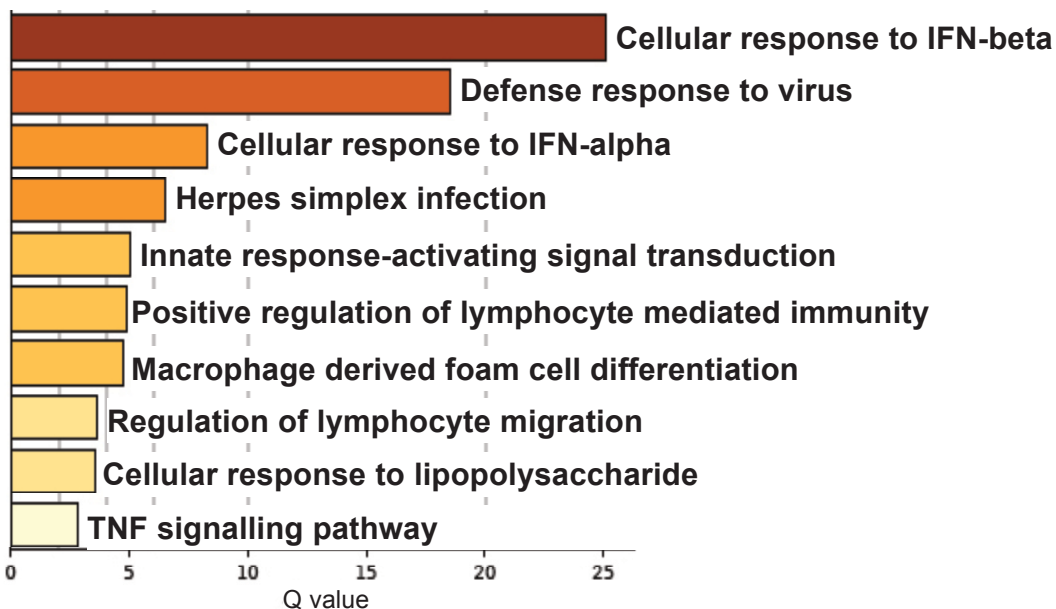 Cellular response to IFN-beta
Defense response to virus
Cellular response to IFN-alpha
Herpes simplex infection
Innate response-activating signal transduction
Positive regulation of lymphocyte mediated immunity
Macrophage derived foam cell differentiation
Regulation of lymphocyte migration
Cellular response to lipopolysaccharide
TNF signalling pathway
0 5 10 15 20 25
Q value